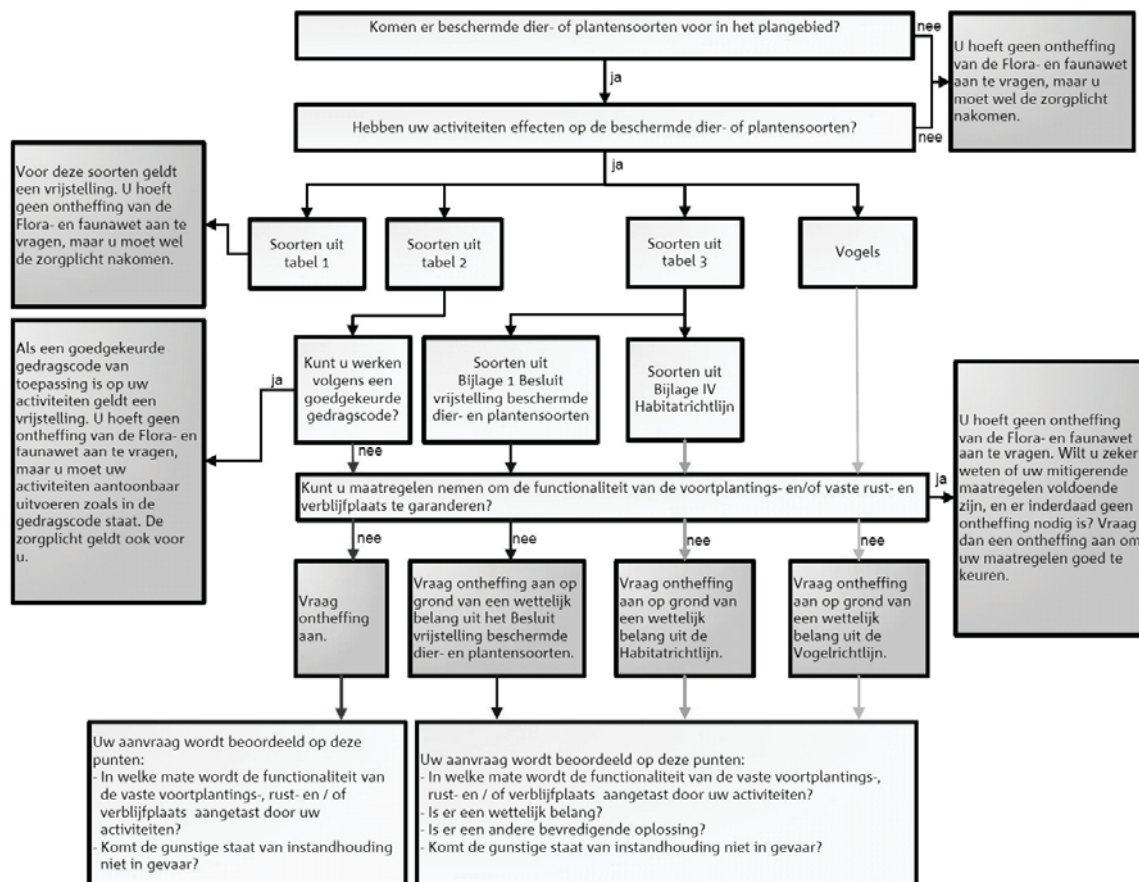 Komen er beschermde dier- of plantensoorten voor in het plangebied?
nee
U hoeft geen ontheffing
van de Flora- en faunawet
aan te vragen, maar u
moet wel de zorgplicht
nakomen.
ja
Hebben uw activiteiten effecten op de beschermde dier- of plantensoorten?
nee
ja
Voor deze soorten geldt
een vrijstelling. U hoeft
geen ontheffing van de
Flora- en faunawet aan te
vragen, maar u moet wel
de zorgplicht nakomen.
Soorten uit
tabel 1
Soorten uit
tabel 2
Soorten uit
tabel 3
Vogels
Als een goedgekeurde
gedragscode van
toepassing is op uw
activiteiten geldt een
vrijstelling. U hoeft geen
ontheffing van de Flora- en
faunawet aan te vragen,
maar u moet uw
activiteiten aantoonbaar
uitvoeren zoals in de
gedragscode staat. De
zorgplicht geldt ook voor
u.
ja
Kunt u werken
volgens een
goedgekeurde
gedragscode?
Soorten uit
Bijlage 1 Besluit
vrijstelling beschermde
dier- en plantensoorten
Soorten uit
Bijlage IV
Habitatrichtlijn
nee
Kunt u maatregelen nemen om de functionaliteit van de voortplantings- en/of vaste rust- en
verblijfplaats te garanderen?
ja
U hoeft geen ontheffing
van de Flora- en faunawet
aan te vragen. Wilt u zeker
weten of uw mitigerende
maatregelen voldoende
zijn, en er inderdaad geen
ontheffing nodig is? Vraag
dan een ontheffing aan om
uw maatregelen goed te
keuren.
nee
nee
nee
nee
Vraag
ontheffing
aan.
Vraag ontheffing aan op
grond van een wettelijk
belang uit het Besluit
vrijstelling beschermde
dier- en plantensoorten.
Vraag ontheffing
aan op grond van
een wettelijk
belang uit de
Habitatrichtlijn.
Vraag ontheffing
aan op grond van
een wettelijk
belang uit de
Vogelrichtlijn.
Uw aanvraag wordt beoordeeld op deze
punten:
- In welke mate wordt de functionaliteit van
de vaste voortplantings-, rust- en / of
verblijfplaats aangetast door uw
activiteiten?
- Komt de gunstige staat van instandhouding
niet in gevaar?
Uw aanvraag wordt beoordeeld op deze punten:
- In welke mate wordt de functionaliteit van de vaste voortplantings-,
rust- en / of verblijfplaats aangetast door uw activiteiten?
- Is er een wettelijk belang?
- Is er een andere bevredigende oplossing?
- Komt de gunstige staat van instandhouding niet in gevaar?